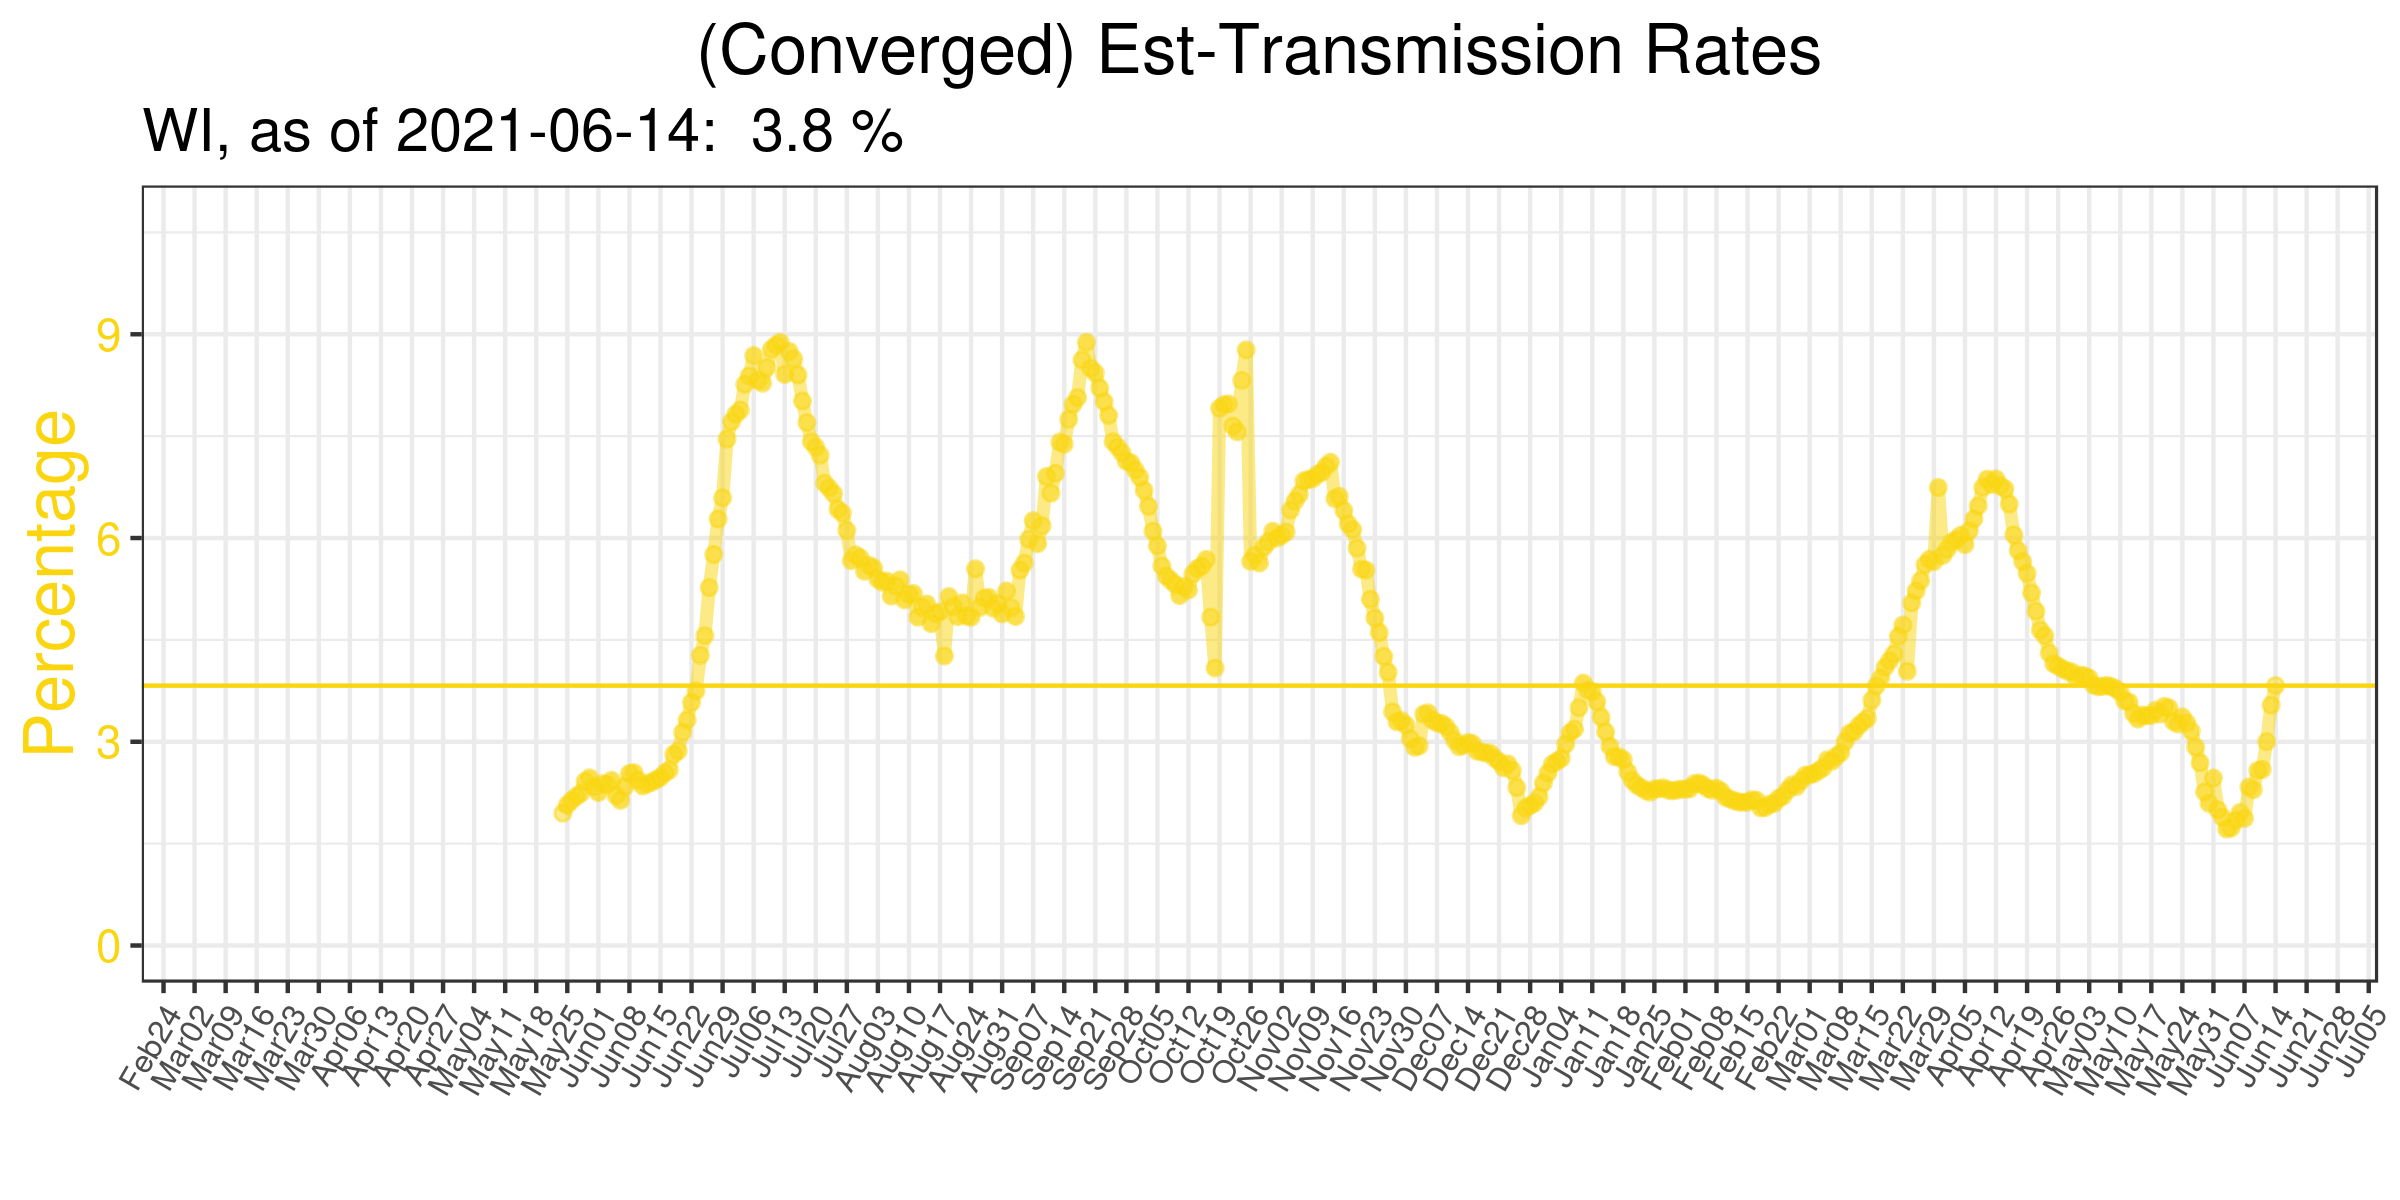 (Converged) Est-Transmission Rates
WI, as of 2021-06-14:  3.8 %
Percentage
9
6
3
0
Feb24
Mar02
Mar09
Mar16
Mar23
Mar30
Apr06
Apr13
Apr20
Apr27
May04
May11
May18
May25
Jun01
Jun08
Jun15
Jun22
Jun29
Jul06
Jul13
Jul20
Jul27
Aug03
Aug10
Aug17
Aug24
Aug31
Sep07
Sep14
Sep21
Sep28
Oct05
Oct12
Oct19
Oct26
Nov02
Nov09
Nov16
Nov23
Nov30
Dec07
Dec14
Dec21
Dec28
Jan04
Jan11
Jan18
Jan25
Feb01
Feb08
Feb15
Feb22
Mar01
Mar08
Mar15
Mar22
Mar29
Apr05
Apr12
Apr19
Apr26
May03
May10
May17
May24
May31
Jun07
Jun14
Jun21
Jun28
Jul05